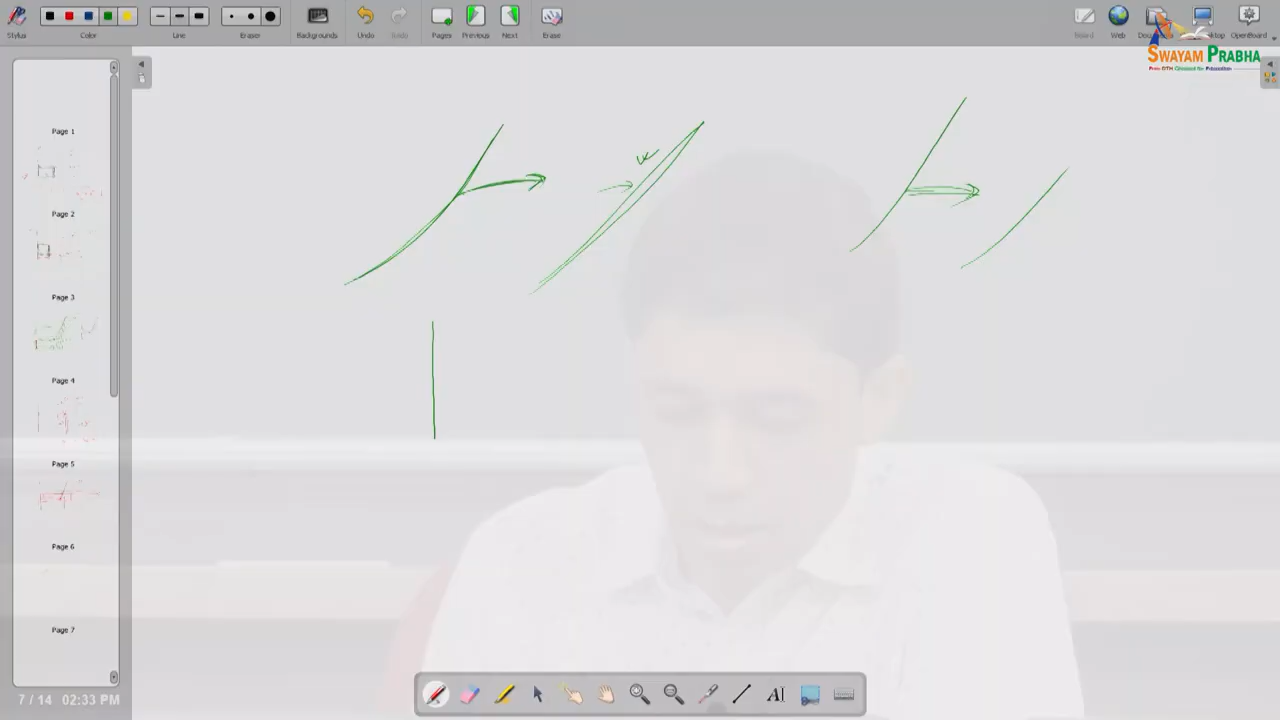 Stylus
Color
Line
Eraser
Backgrounds
Undo
Redo
Pages
Previous
Next
Erase
Board
Web
OpenBoard
SWAYAM PRABHA
Page 1
Page 2
Page 3
Page 4
Page 5
Page 6
Page 7
7 / 14 02:33 PM